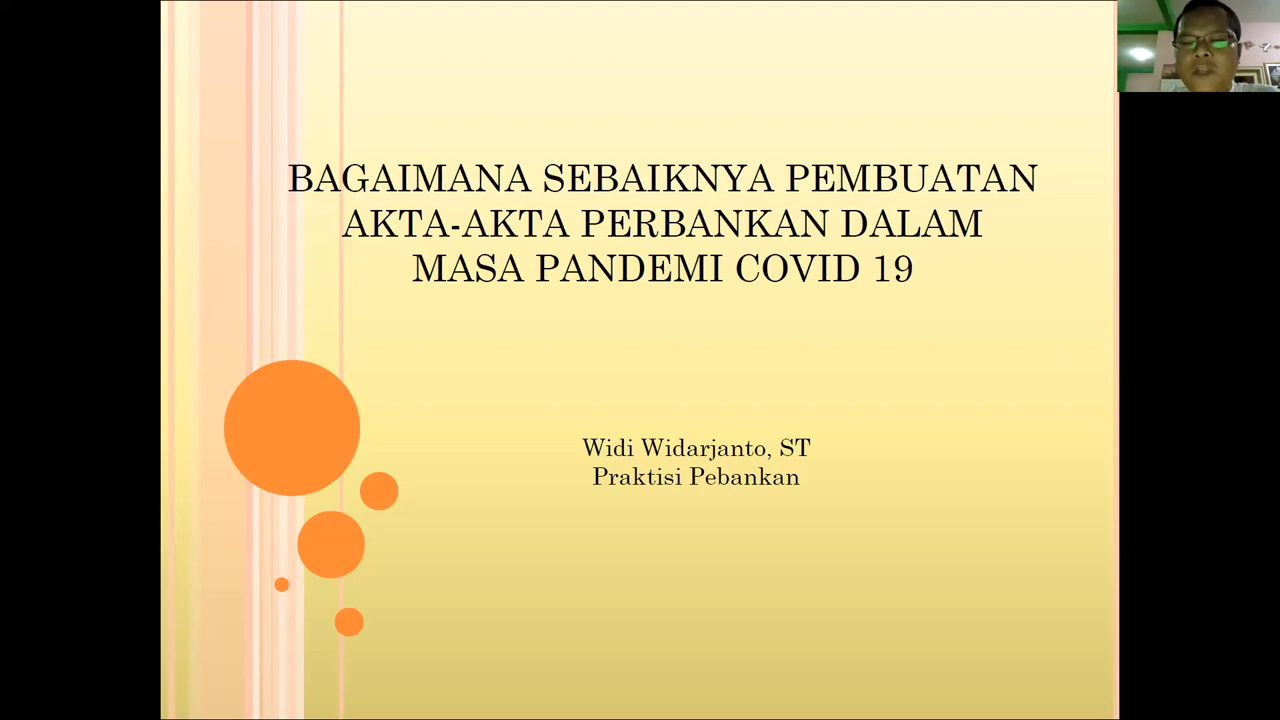 BAGAIMANA SEBAIKNYA PEMBUATAN
AKTA-AKTA PERBANKAN DALAM
MASA PANDEMI COVID 19
Widi Widarjanto, ST
Praktisi Pebankan